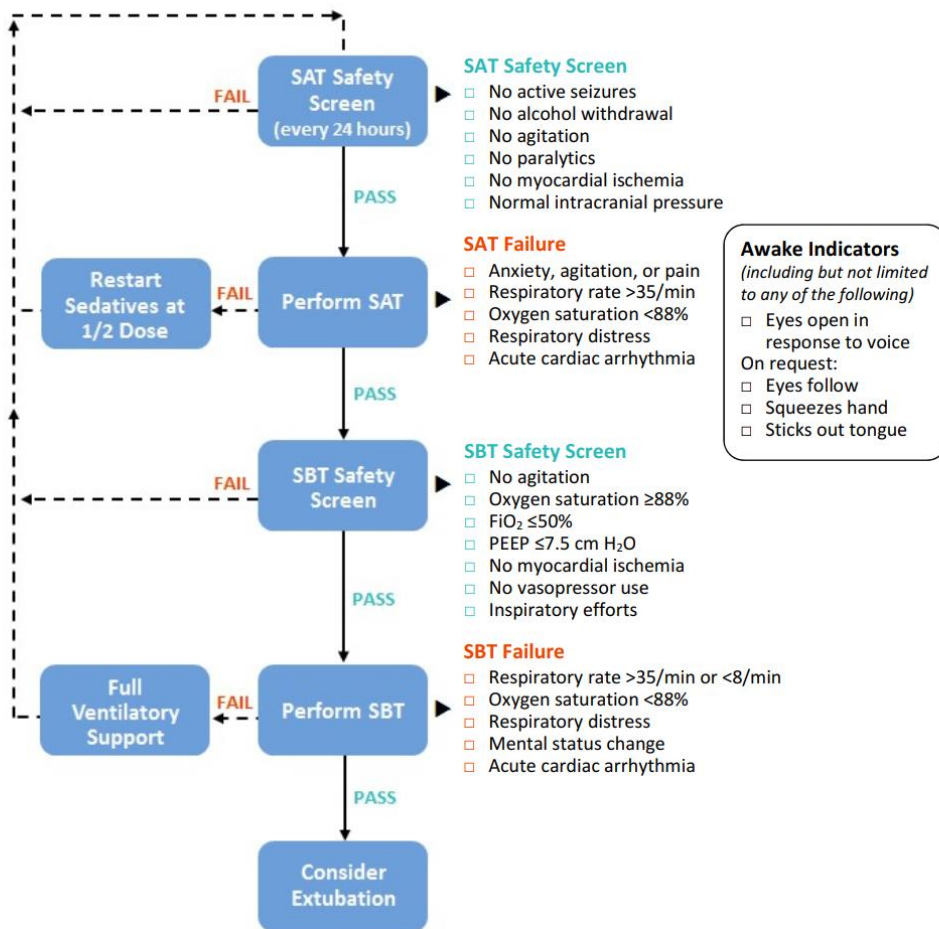 SAT Safety
Screen
(every 24 hours)
FAIL
PASS
SAT Safety Screen
□ No active seizures
□ No alcohol withdrawal
□ No agitation
□ No paralytics
□ No myocardial ischemia
□ Normal intracranial pressure
Restart
Sedatives at
1/2 Dose
FAIL
Perform SAT
PASS
SAT Failure
□ Anxiety, agitation, or pain
□ Respiratory rate >35/min
□ Oxygen saturation <88%
□ Respiratory distress
□ Acute cardiac arrhythmia
Awake Indicators
(including but not limited
to any of the following)
□ Eyes open in
response to voice
On request:
□ Eyes follow
□ Squeezes hand
□ Sticks out tongue
FAIL
SBT Safety
Screen
PASS
SBT Safety Screen
□ No agitation
□ Oxygen saturation ≥88%
□ FiO₂ ≤50%
□ PEEP ≤7.5 cm H₂O
□ No myocardial ischemia
□ No vasopressor use
□ Inspiratory efforts
Full
Ventilatory
Support
FAIL
Perform SBT
PASS
SBT Failure
□ Respiratory rate >35/min or <8/min
□ Oxygen saturation <88%
□ Respiratory distress
□ Mental status change
□ Acute cardiac arrhythmia
Consider
Extubation